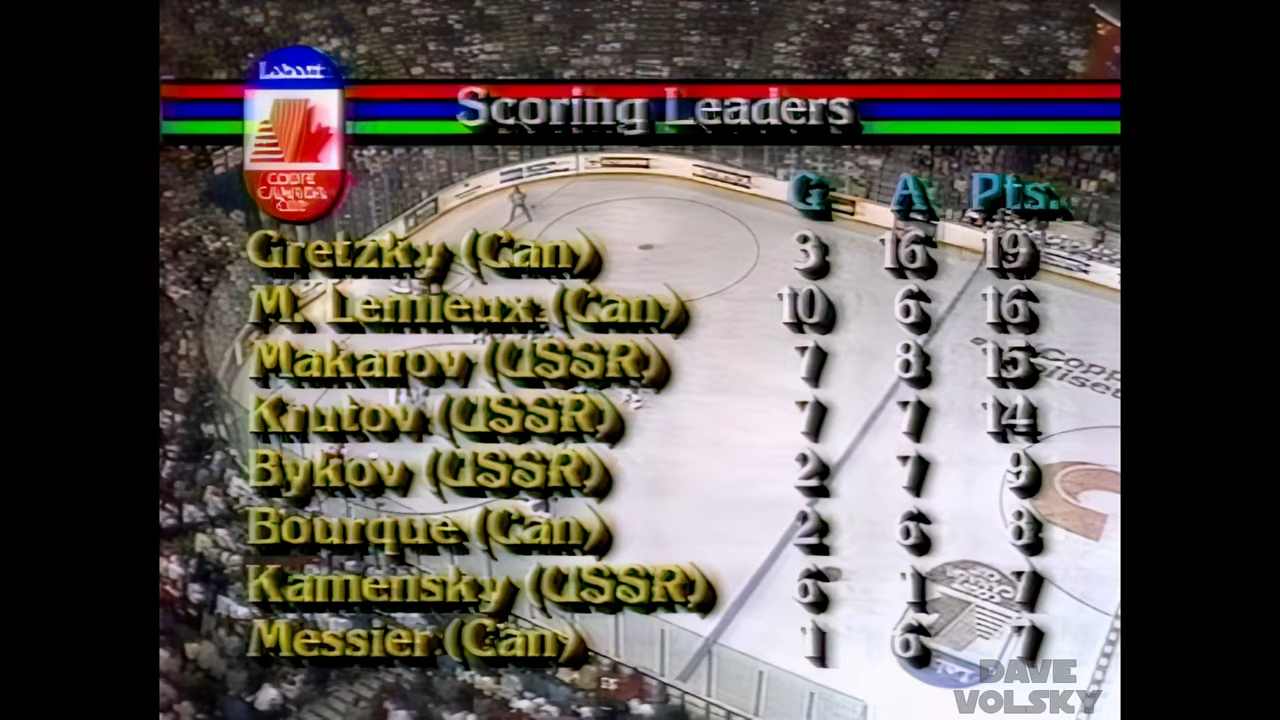 Labatt
Scoring Leaders
G A Pts.
Gretzky (Can) 3 16 19
M. Lemieux (Can) 10 6 16
Makarov (USSR) 7 8 15
Krutov (USSR) 7 7 14
Bykov (USSR) 2 7 9
Bourque (Can) 2 6 8
Kamensky (USSR) 6 1 7
Messier (Can) 1 6 7
DAVE
VOLSKY